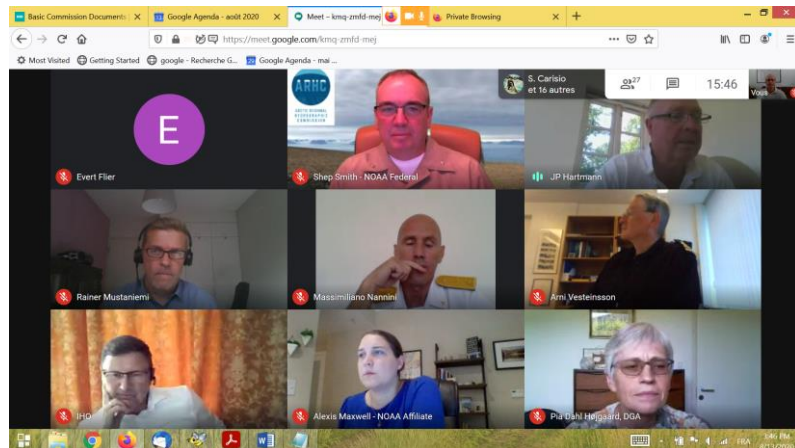 Basic Commission Documents
Google Agenda - août 2020
Meet - kmq-zmfd-mej
Private Browsing
https://meet.google.com/kmq-zmfd-mej
Most Visited
Getting Started
google - Recherche G...
Google Agenda - mai ...
ARHC
S. Carisio
et 16 autres
27
15:46
Vous
E
Evert Flier
Shep Smith - NOAA Federal
JP Hartmann
Rainer Mustaniemi
Massimiliano Nannini
Arni Vesteinsson
IHO
Alexis Maxwell - NOAA Affiliate
Pia Dahl Højgaard, DGA
FRA
3:46 PM